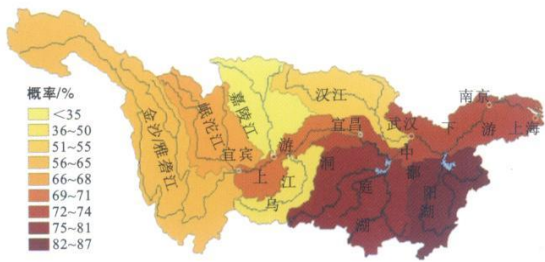 概率/%
<35
36~50
51~55
56~65
66~68
69~71
72~74
75~81
82~87
金沙雅砻江
岷沱江
嘉陵江
汉江
宜宾
上
游
宜昌
武汉
下
游
南京
上海
乌
江
洞
庭
湖
中
鄱
阳
湖